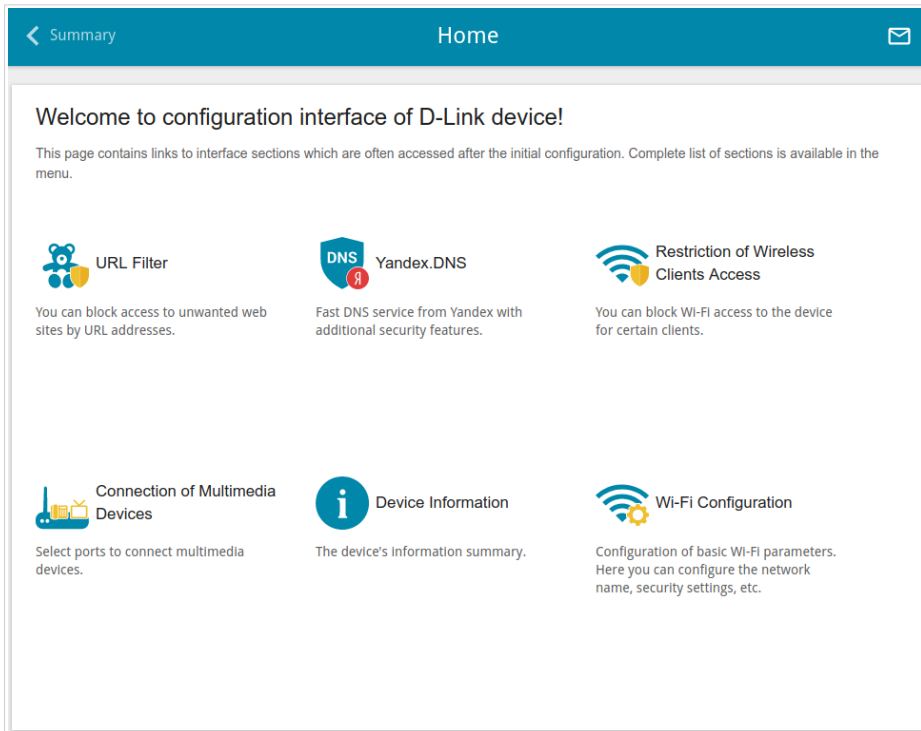 Summary
Home
Welcome to configuration interface of D-Link device!
This page contains links to interface sections which are often accessed after the initial configuration. Complete list of sections is available in the
menu.
URL Filter
You can block access to unwanted web
sites by URL addresses.
DNS
Я
Yandex.DNS
Fast DNS service from Yandex with
additional security features.
Restriction of Wireless
Clients Access
You can block Wi-Fi access to the device
for certain clients.
Connection of Multimedia
Devices
Select ports to connect multimedia
devices.
i
Device Information
The device's information summary.
Wi-Fi Configuration
Configuration of basic Wi-Fi parameters.
Here you can configure the network
name, security settings, etc.